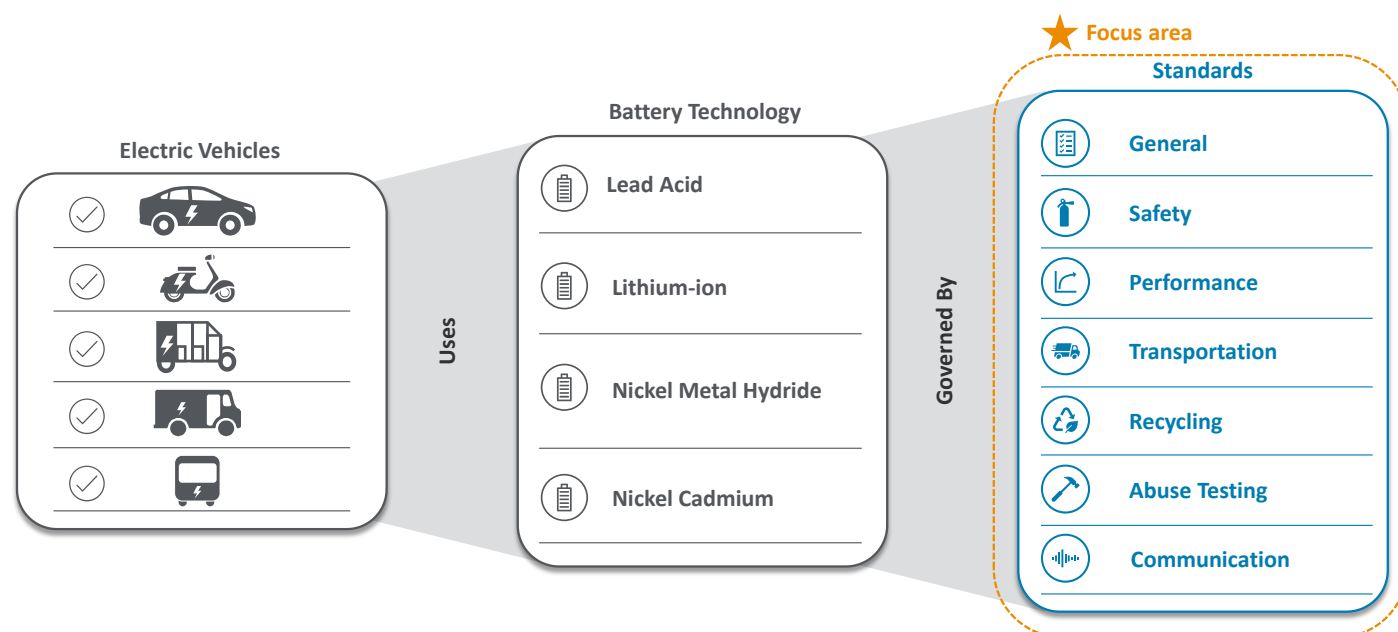 Focus area
Standards
Battery Technology
Electric Vehicles
Uses
Lead Acid
Lithium-ion
Nickel Metal Hydride
Nickel Cadmium
Governed By
General
Safety
Performance
Transportation
Recycling
Abuse Testing
Communication